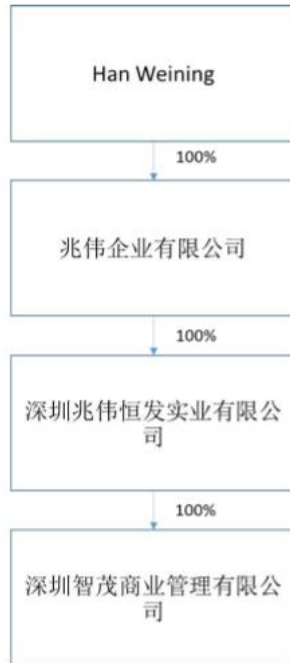 Han Weining
100%
兆伟企业有限公司
100%
深圳兆伟恒发实业有限公
司
100%
深圳智茂商业管理有限公
司